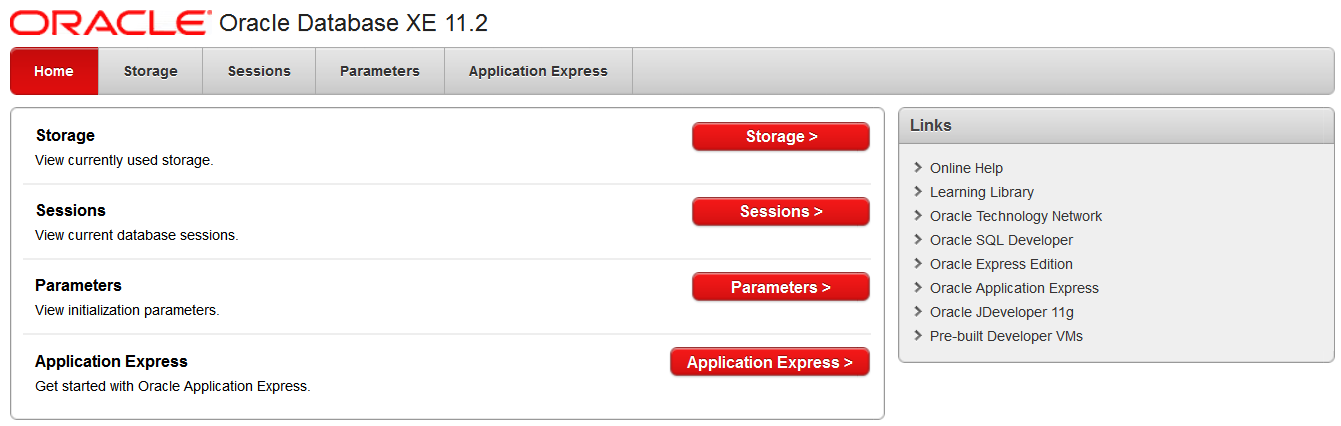 ORACLE® Oracle Database XE 11.2
Home Storage Sessions Parameters Application Express
Storage
View currently used storage.
Storage >
Sessions
View current database sessions.
Sessions >
Parameters
View initialization parameters.
Parameters >
Application Express
Get started with Oracle Application Express.
Application Express >
Links
Online Help
Learning Library
Oracle Technology Network
Oracle SQL Developer
Oracle Express Edition
Oracle Application Express
Oracle JDeveloper 11g
Pre-built Developer VMs